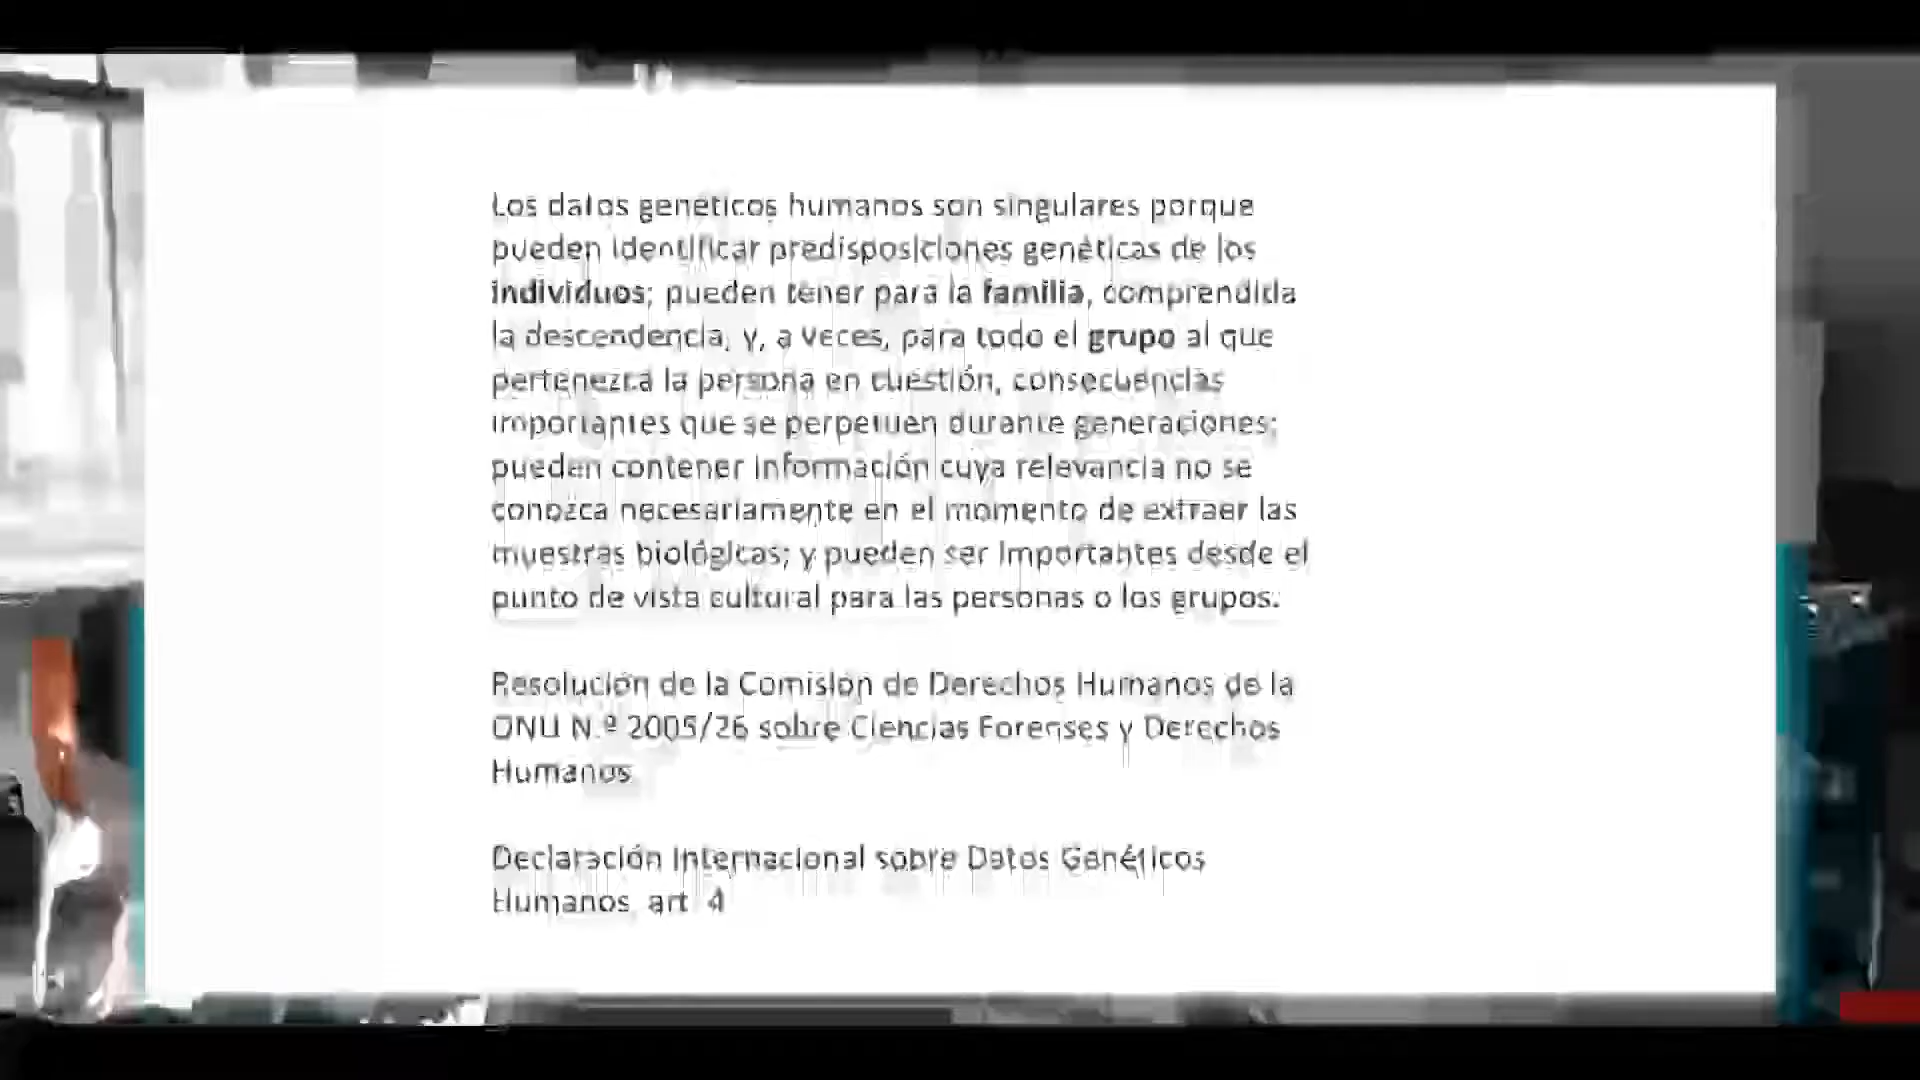 Los datos genéticos humanos son singulares porque
pueden identificar predisposiciones genéticas de los
individuos; pueden tener para la familia, comprendida
la descendencia, y, a veces, para todo el grupo al que
pertenezca la persona en cuestión, consecuencias
importantes que se perpetúen durante generaciones;
pueden contener información cuya relevancia no se
conozca necesariamente en el momento de extraer las
muestras biológicas; y pueden ser importantes desde el
punto de vista cultural para las personas o los grupos.
Resolución de la Comisión de Derechos Humanos de la
ONU N.º 2005/26 sobre Ciencias Forenses y Derechos
Humanos
Declaración Internacional sobre Datos Genéticos
Humanos, art. 4